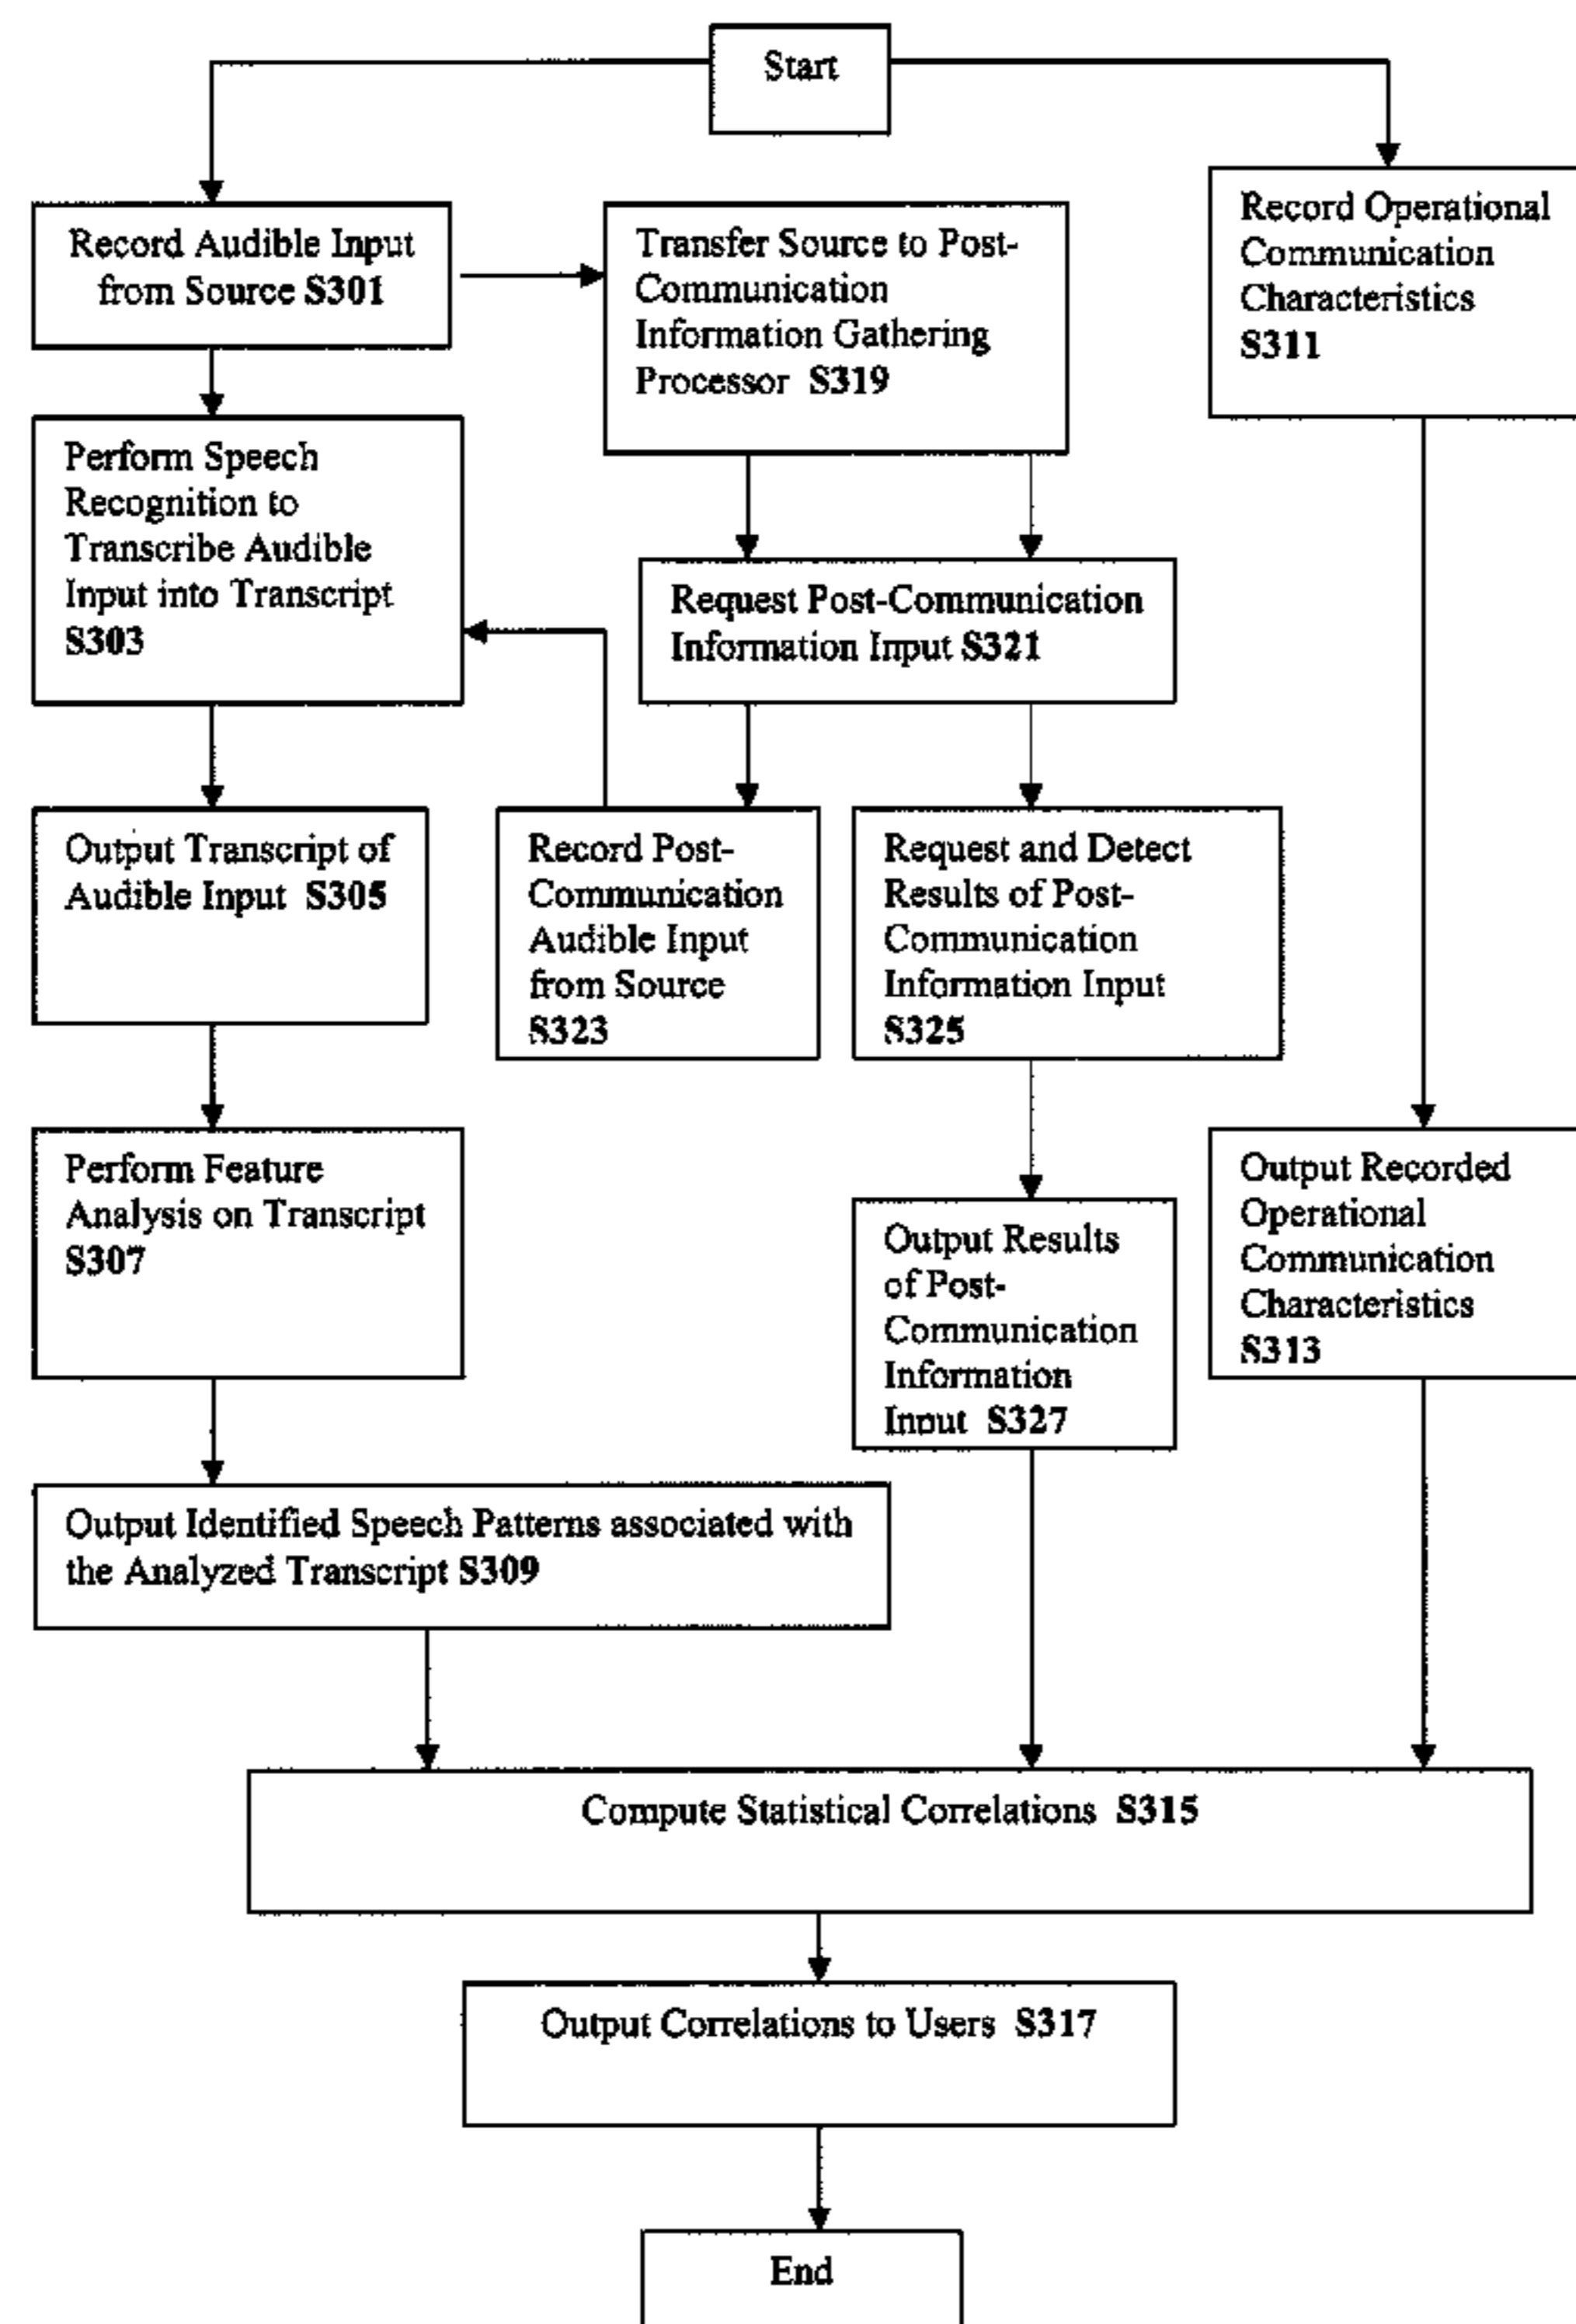 Start
Record Audible Input
from Source S301
Transfer Source to Post-
Communication
Information Gathering
Processor S319
Record Operational
Communication
Characteristics
S311
Perform Speech
Recognition to
Transcribe Audible
Input into Transcript
S303
Request Post-Communication
Information Input S321
Output Transcript of
Audible Input S305
Record Post-
Communication
Audible Input
from Source
S323
Request and Detect
Results of Post-
Communication
Information Input
S325
Perform Feature
Analysis on Transcript
S307
Output Results
of Post-
Communication
Information
Input S327
Output Recorded
Operational
Communication
Characteristics
S313
Output Identified Speech Patterns associated with
the Analyzed Transcript S309
Compute Statistical Correlations S315
Output Correlations to Users S317
End